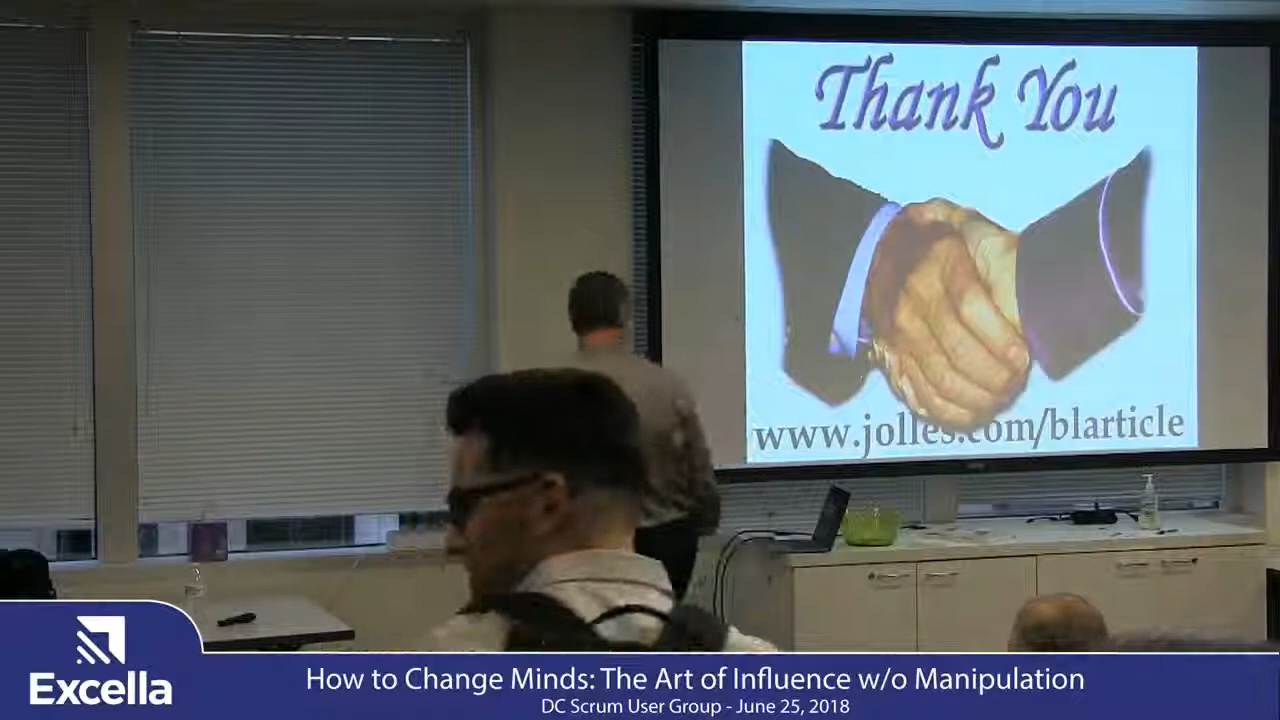 Thank You
www.jolles.com/blarticle
Excella
How to Change Minds: The Art of Influence w/o Manipulation
DC Scrum User Group - June 25, 2018